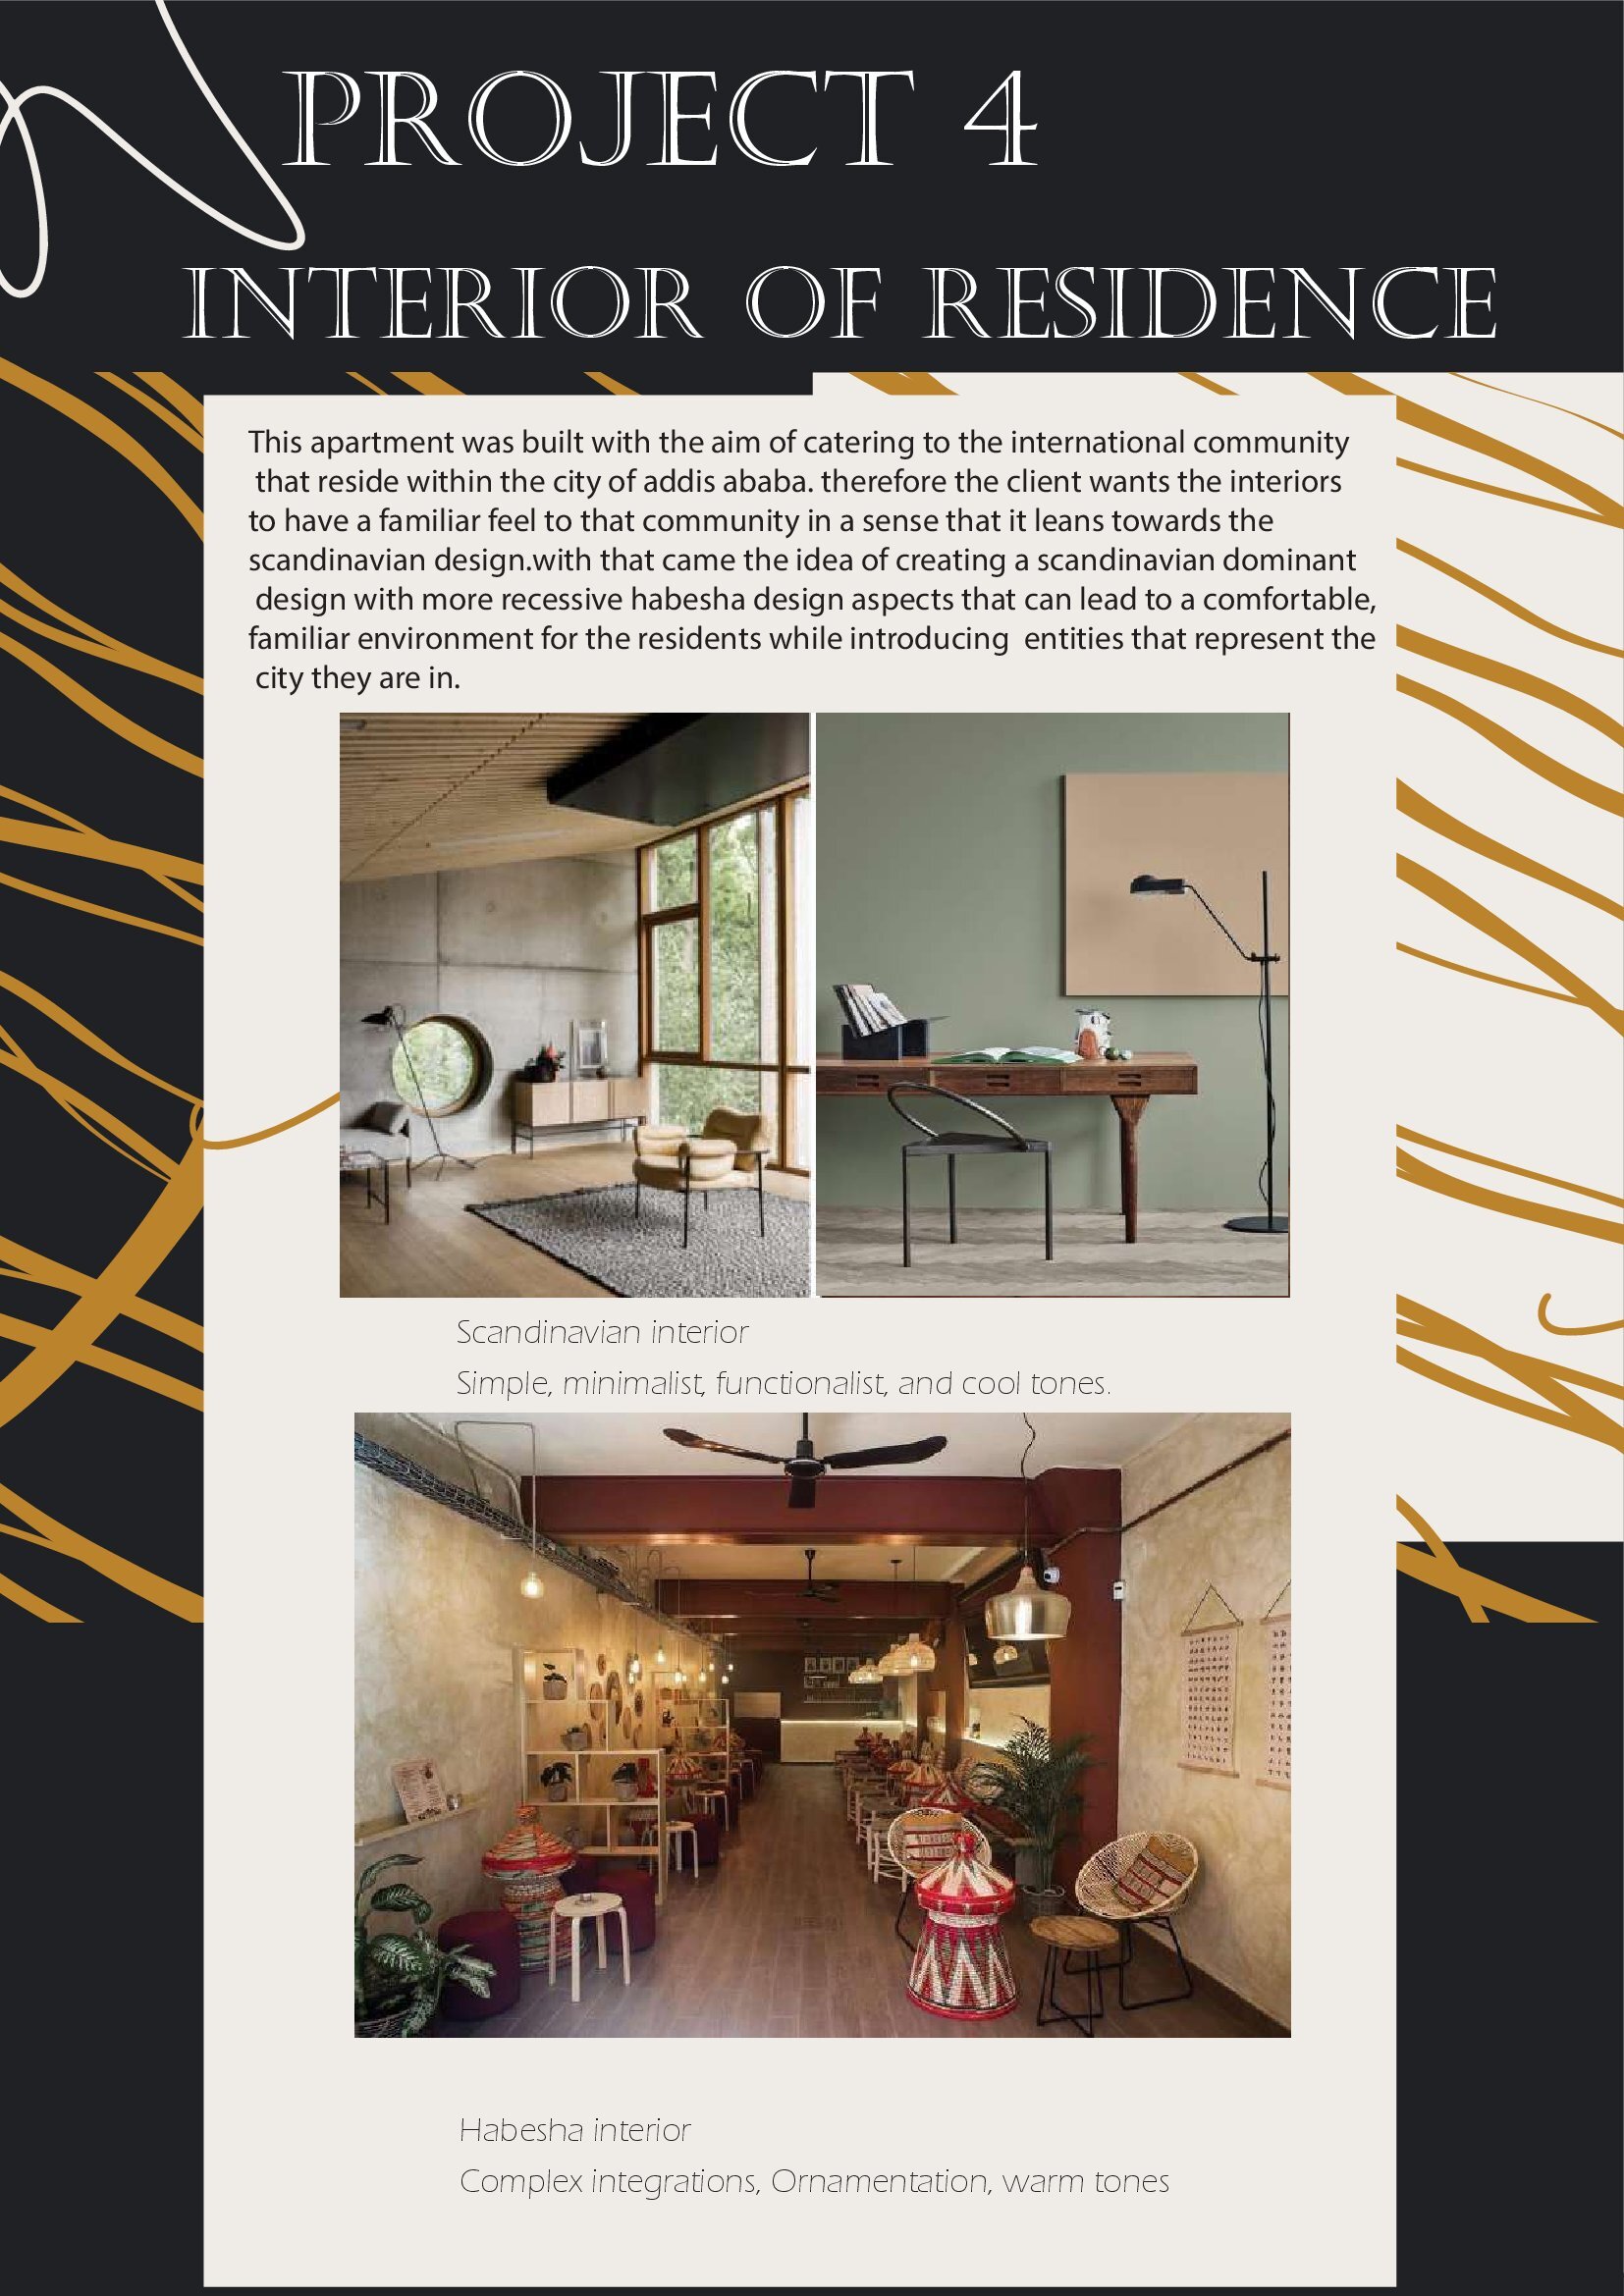 PROJECT 4
INTERIOR OF RESIDENCE
This apartment was built with the aim of catering to the international community
that reside within the city of addis ababa. therefore the client wants the interiors
to have a familiar feel to that community in a sense that it leans towards the
scandinavian design.with that came the idea of creating a scandinavian dominant
design with more recessive habesha design aspects that can lead to a comfortable,
familiar environment for the residents while introducing  entities that represent the
city they are in.
Scandinavian interior
Simple, minimalist, functionalist, and cool tones.
Habesha interior
Complex integrations, Ornamentation, warm tones